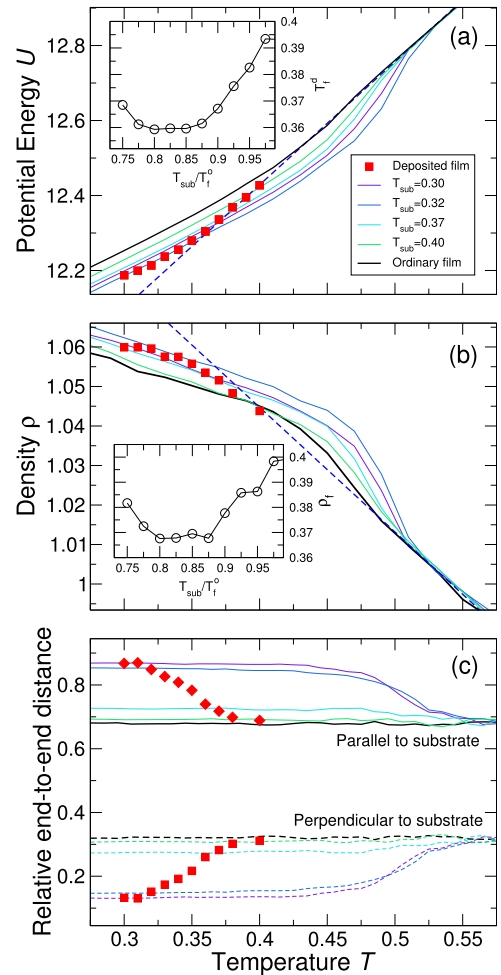 12.9
12.8
12.6
12.4
12.2
Potential Energy U
(a)
0.4
0.39
0.38
0.37
0.36
T_f^d
0.75 0.8 0.85 0.9 0.95
T_sub/T_f^o
Deposited film
T_sub=0.30
T_sub=0.32
T_sub=0.37
T_sub=0.40
Ordinary film
1.06
1.05
1.04
1.03
1.02
1.01
1
Density ρ
(b)
0.4
0.39
0.38
0.37
0.36
ρ_f
0.75 0.8 0.85 0.9 0.95
T_sub/T_f^o
(c)
0.8
0.6
0.4
0.2
Relative end-to-end distance
Parallel to substrate
Perpendicular to substrate
0.3 0.35 0.4 0.45 0.5 0.55
Temperature T